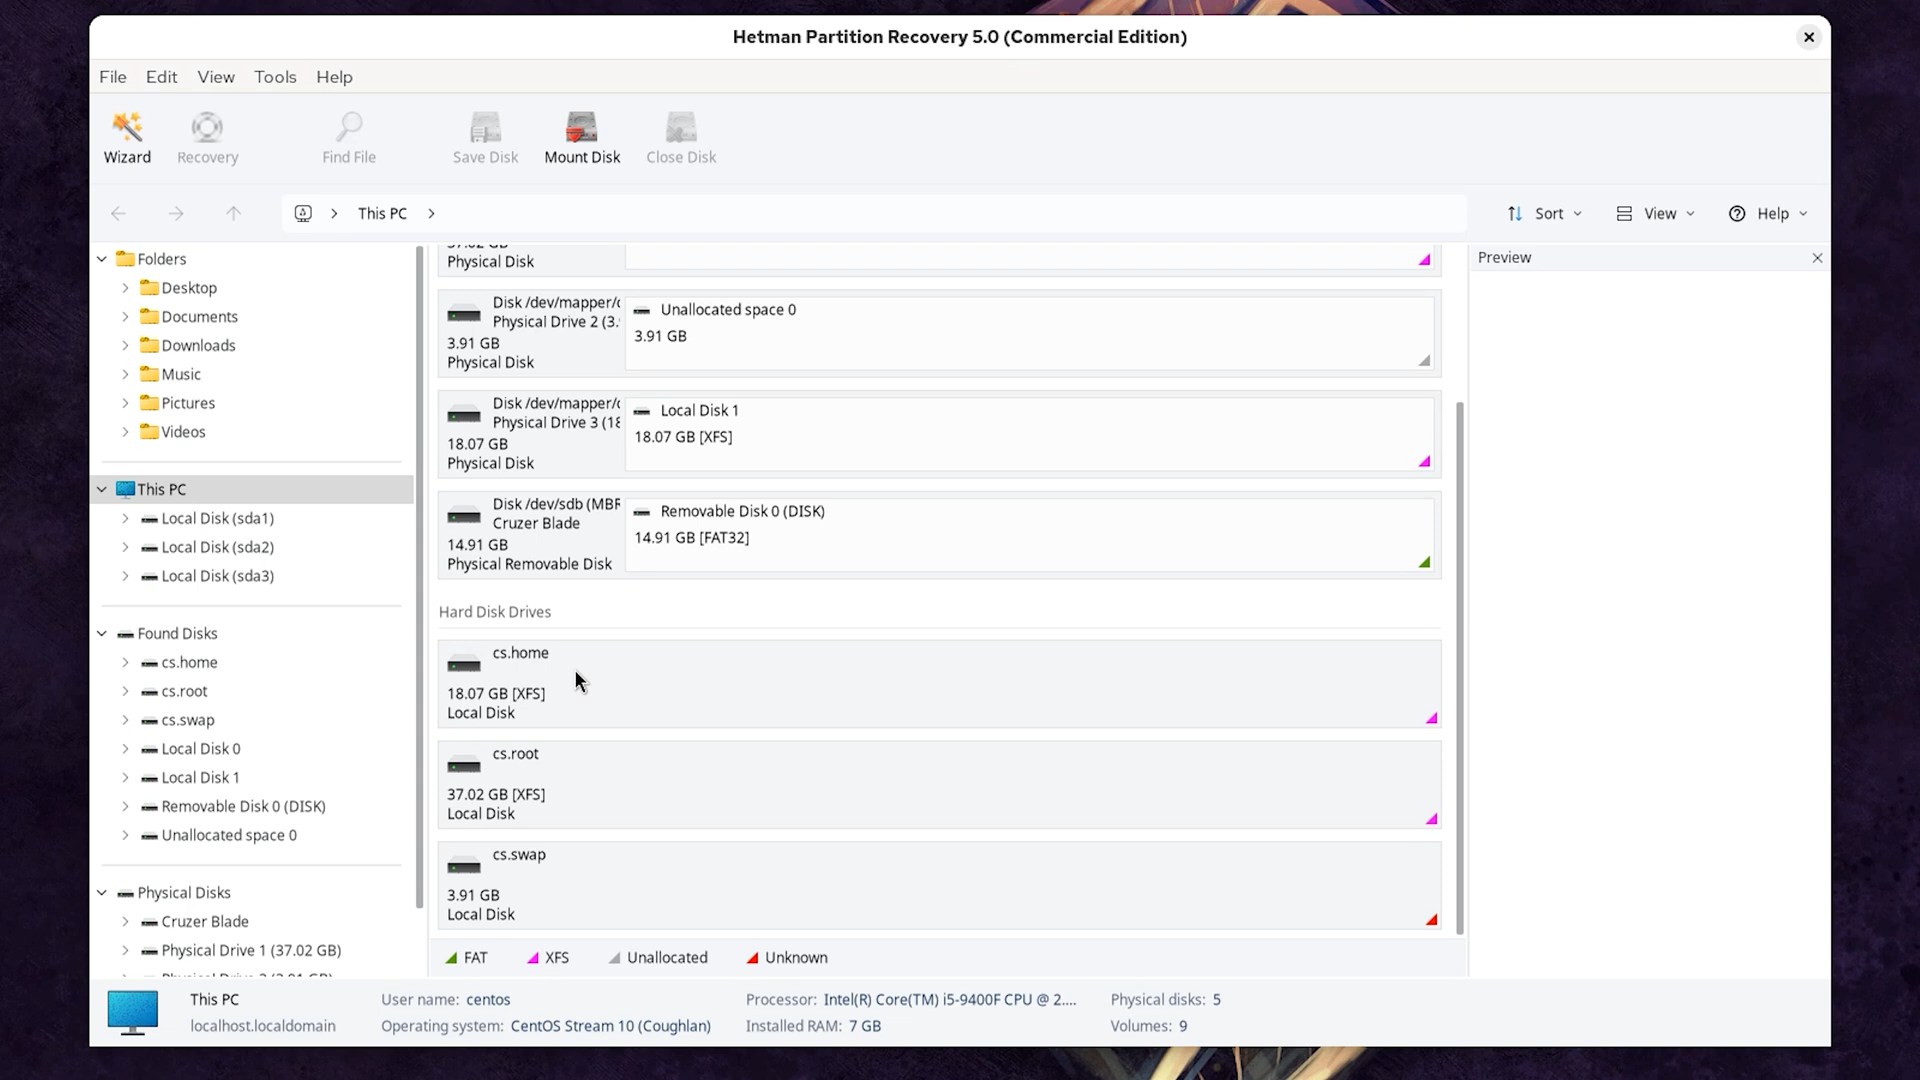 Hetman Partition Recovery 5.0 (Commercial Edition)
File Edit View Tools Help
Wizard Recovery Find File Save Disk Mount Disk Close Disk
This PC
Sort View Help
Folders
Desktop
Documents
Downloads
Music
Pictures
Videos
This PC
Local Disk (sda1)
Local Disk (sda2)
Local Disk (sda3)
Found Disks
cs.home
cs.root
cs.swap
Local Disk 0
Local Disk 1
Removable Disk 0 (DISK)
Unallocated space 0
Physical Disks
Cruzer Blade
Physical Drive 1 (37.02 GB)
37.02 GB
Physical Disk
Disk /dev/mapper/
Physical Drive 2 (3.
3.91 GB
Physical Disk
Unallocated space 0
3.91 GB
Disk /dev/mapper/
Physical Drive 3 (18
18.07 GB
Physical Disk
Local Disk 1
18.07 GB [XFS]
Disk /dev/sdb (MBR
Cruzer Blade
14.91 GB
Physical Removable Disk
Removable Disk 0 (DISK)
14.91 GB [FAT32]
Hard Disk Drives
cs.home
18.07 GB [XFS]
Local Disk
cs.root
37.02 GB [XFS]
Local Disk
cs.swap
3.91 GB
Local Disk
FAT XFS Unallocated Unknown
Preview
This PC
localhost.localdomain
User name: centos
Operating system: CentOS Stream 10 (Coughlan)
Processor: Intel(R) Core(TM) i5-9400F CPU @ 2....
Installed RAM: 7 GB
Physical disks: 5
Volumes: 9